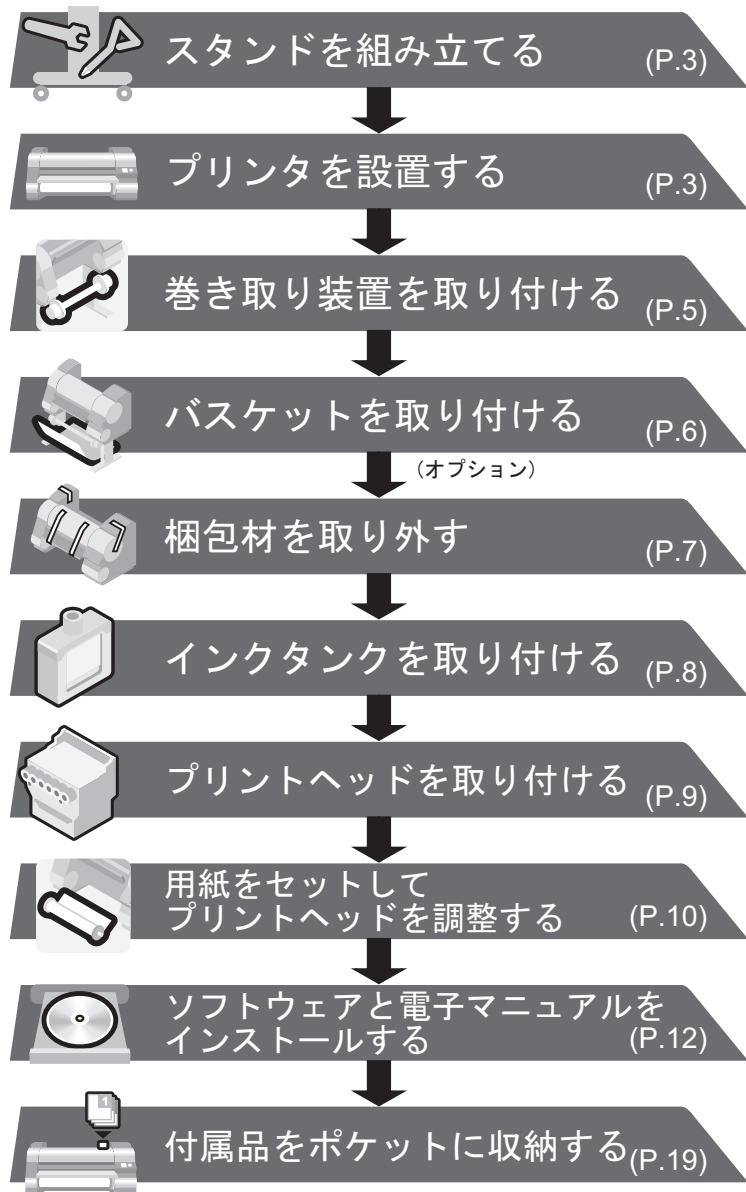 スタンドを組み立てる (P.3)
プリンタを設置する (P.3)
巻き取り装置を取り付ける (P.5)
バスケットを取り付ける (P.6)
(オプション)
梱包材を取り外す (P.7)
インクタンクを取り付ける (P.8)
プリントヘッドを取り付ける (P.9)
用紙をセットして
プリントヘッドを調整する (P.10)
ソフトウェアと電子マニュアルを
インストールする (P.12)
1
付属品をポケットに収納する (P.19)